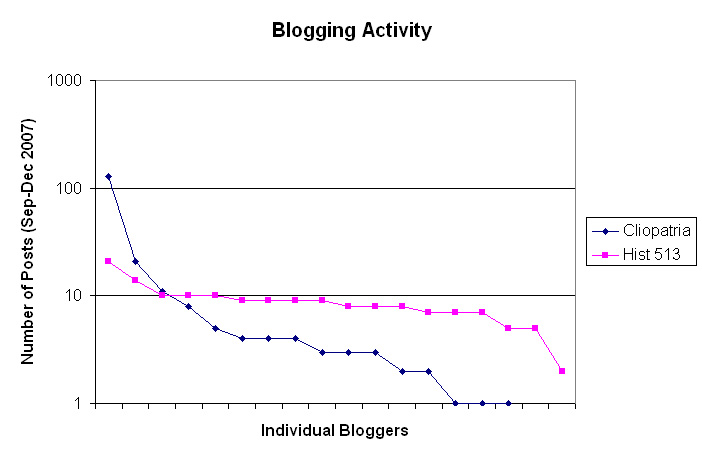 Blogging Activity
Number of Posts (Sep-Dec 2007)
1000
100
10
1
Cliopatria
Hist 513
Individual Bloggers